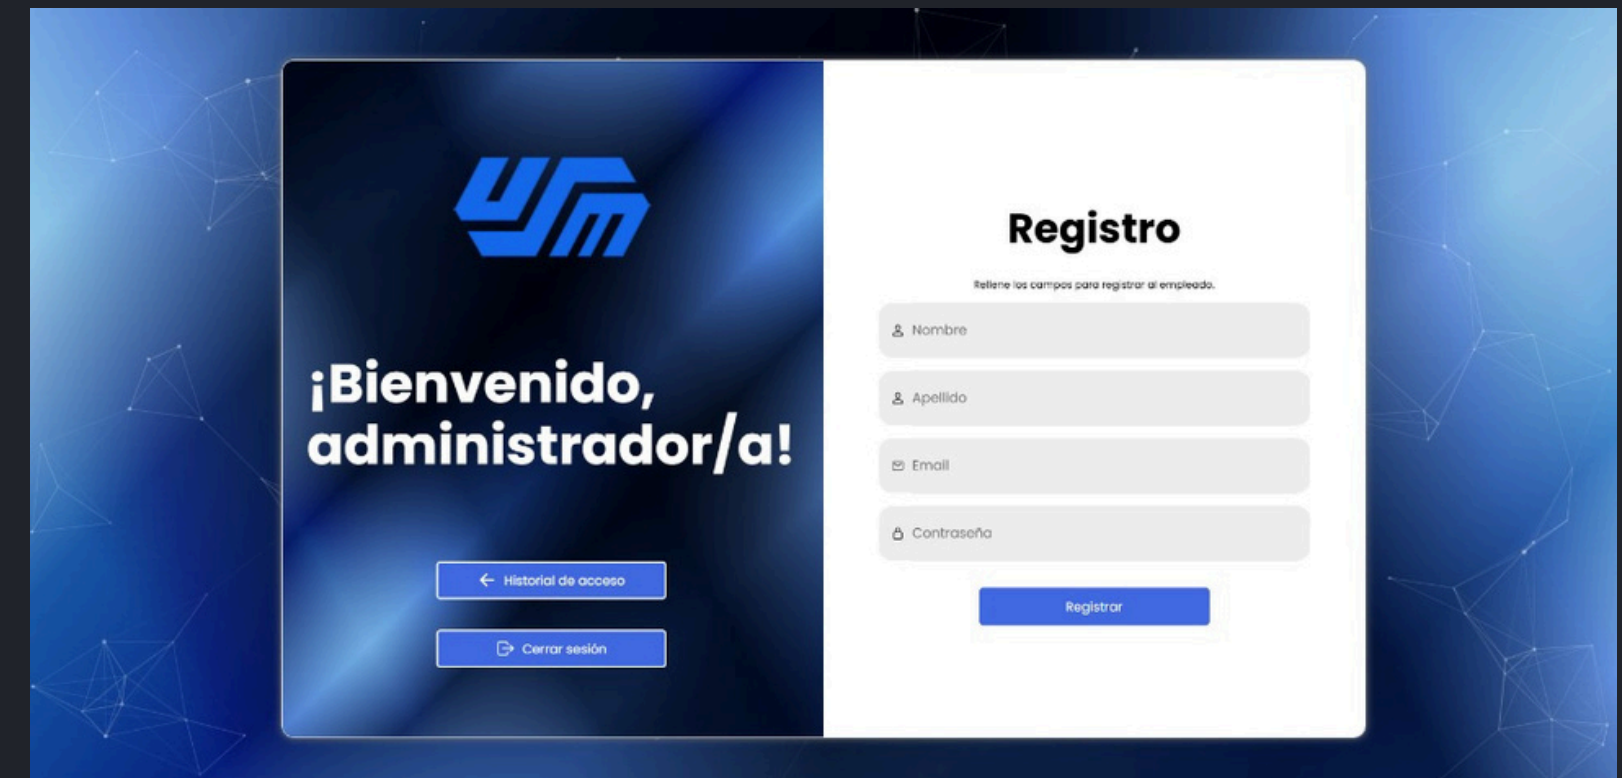 USM
¡Bienvenido,
administrador/a!
Historial de acceso
Cerrar sesión
Registro
Rellene los campos para registrar al empleado.
Nombre
Apellido
Email
Contraseña
Registrar